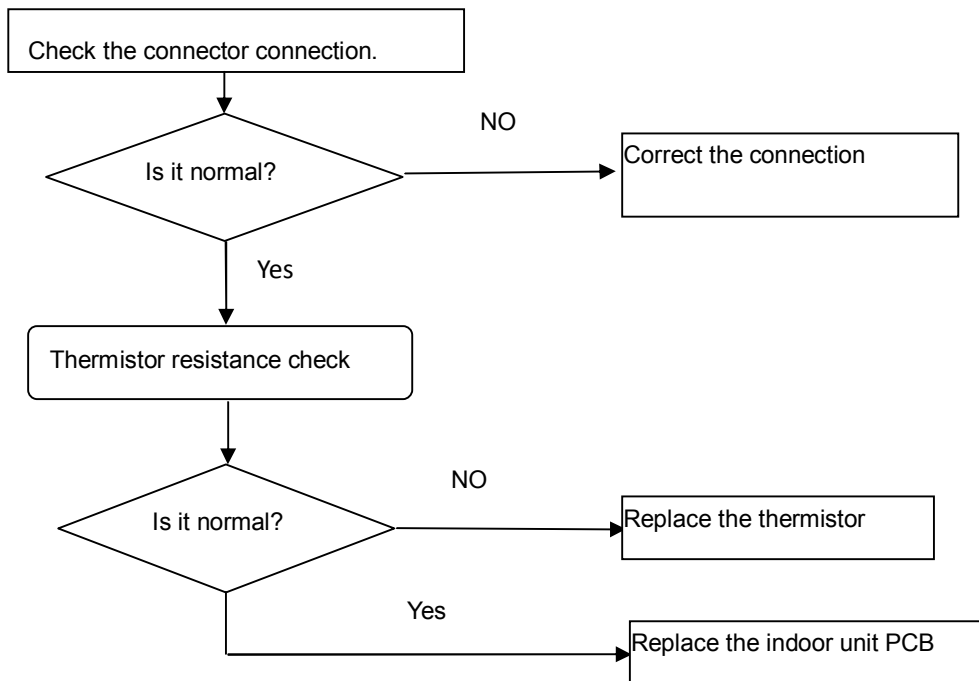 Check the connector connection.
NO
Is it normal?
Correct the connection
Yes
Thermistor resistance check
NO
Is it normal?
Replace the thermistor
Yes
Replace the indoor unit PCB